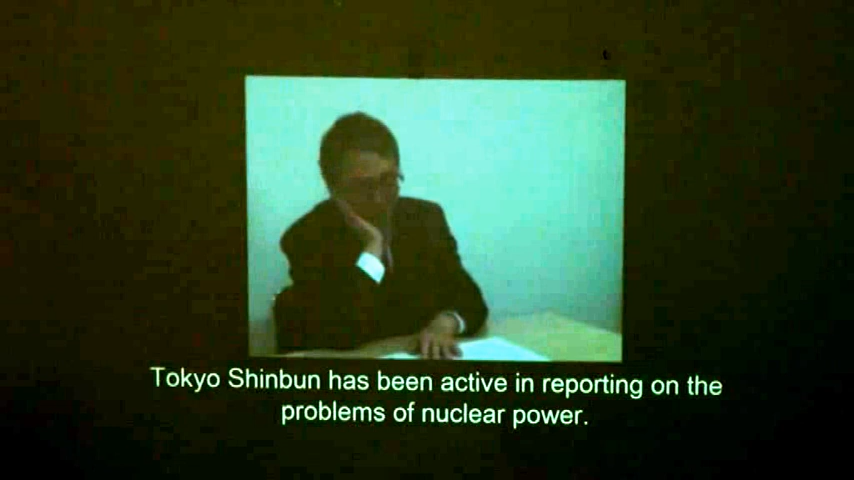 Tokyo Shinbun has been active in reporting on the
problems of nuclear power.